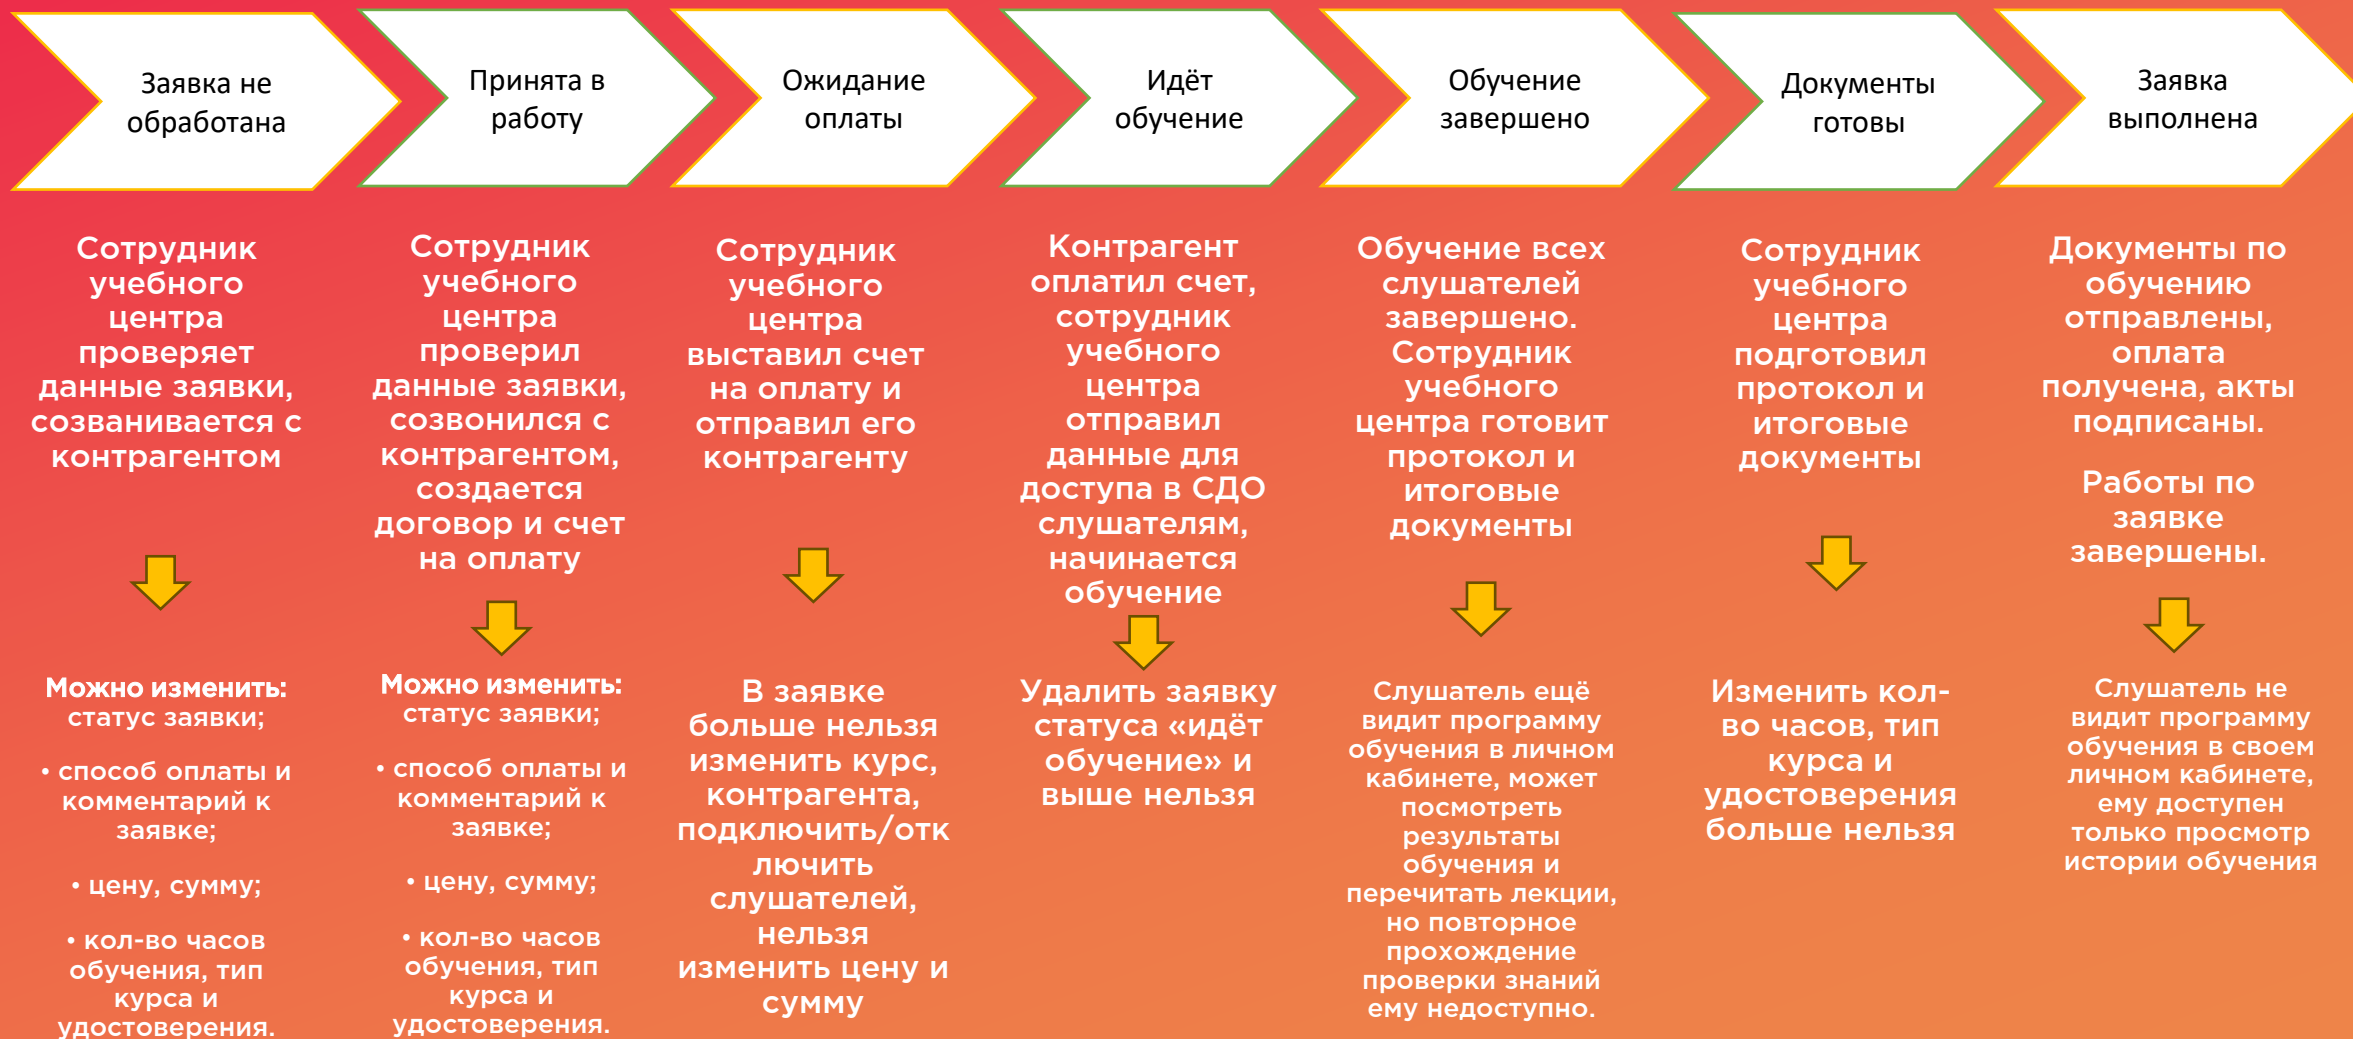 Заявка не
обработана
Принята в
работу
Ожидание
оплаты
Идёт
обучение
Обучение
завершено
Документы
готовы
Заявка
выполнена
Сотрудник
учебного
центра
проверяет
данные заявки,
созванивается с
контрагентом
Сотрудник
учебного
центра
проверил
данные заявки,
созвонился с
контрагентом,
создается
договор и счет
на оплату
Сотрудник
учебного
центра
выставил счет
на оплату и
отправил его
контрагенту
Контрагент
оплатил счет,
сотрудник
учебного
центра
отправил
данные для
доступа в СДО
слушателям,
начинается
обучение
Обучение всех
слушателей
завершено.
Сотрудник
учебного
центра готовит
протокол и
итоговые
документы
Сотрудник
учебного
центра
подготовил
протокол и
итоговые
документы
Документы по
обучению
отправлены,
оплата
получена, акты
подписаны.
Работы по
заявке
завершены.
Можно изменить:
статус заявки;
• способ оплаты и
комментарий к
заявке;
• цену, сумму;
• кол-во часов
обучения, тип
курса и
удостоверения.
Можно изменить:
статус заявки;
• способ оплаты и
комментарий к
заявке;
• цену, сумму;
• кол-во часов
обучения, тип
курса и
удостоверения.
В заявке
больше нельзя
изменить курс,
контрагента,
подключить/отк
лючить
слушателей,
нельзя
изменить цену и
сумму
Удалить заявку
статуса «идёт
обучение» и
выше нельзя
Слушатель ещё
видит программу
обучения в личном
кабинете, может
посмотреть
результаты
обучения и
перечитать лекции,
но повторное
прохождение
проверки знаний
ему недоступно.
Изменить кол-
во часов, тип
курса и
удостоверения
больше нельзя
Слушатель не
видит программу
обучения в своем
личном кабинете,
ему доступен
только просмотр
истории обучения